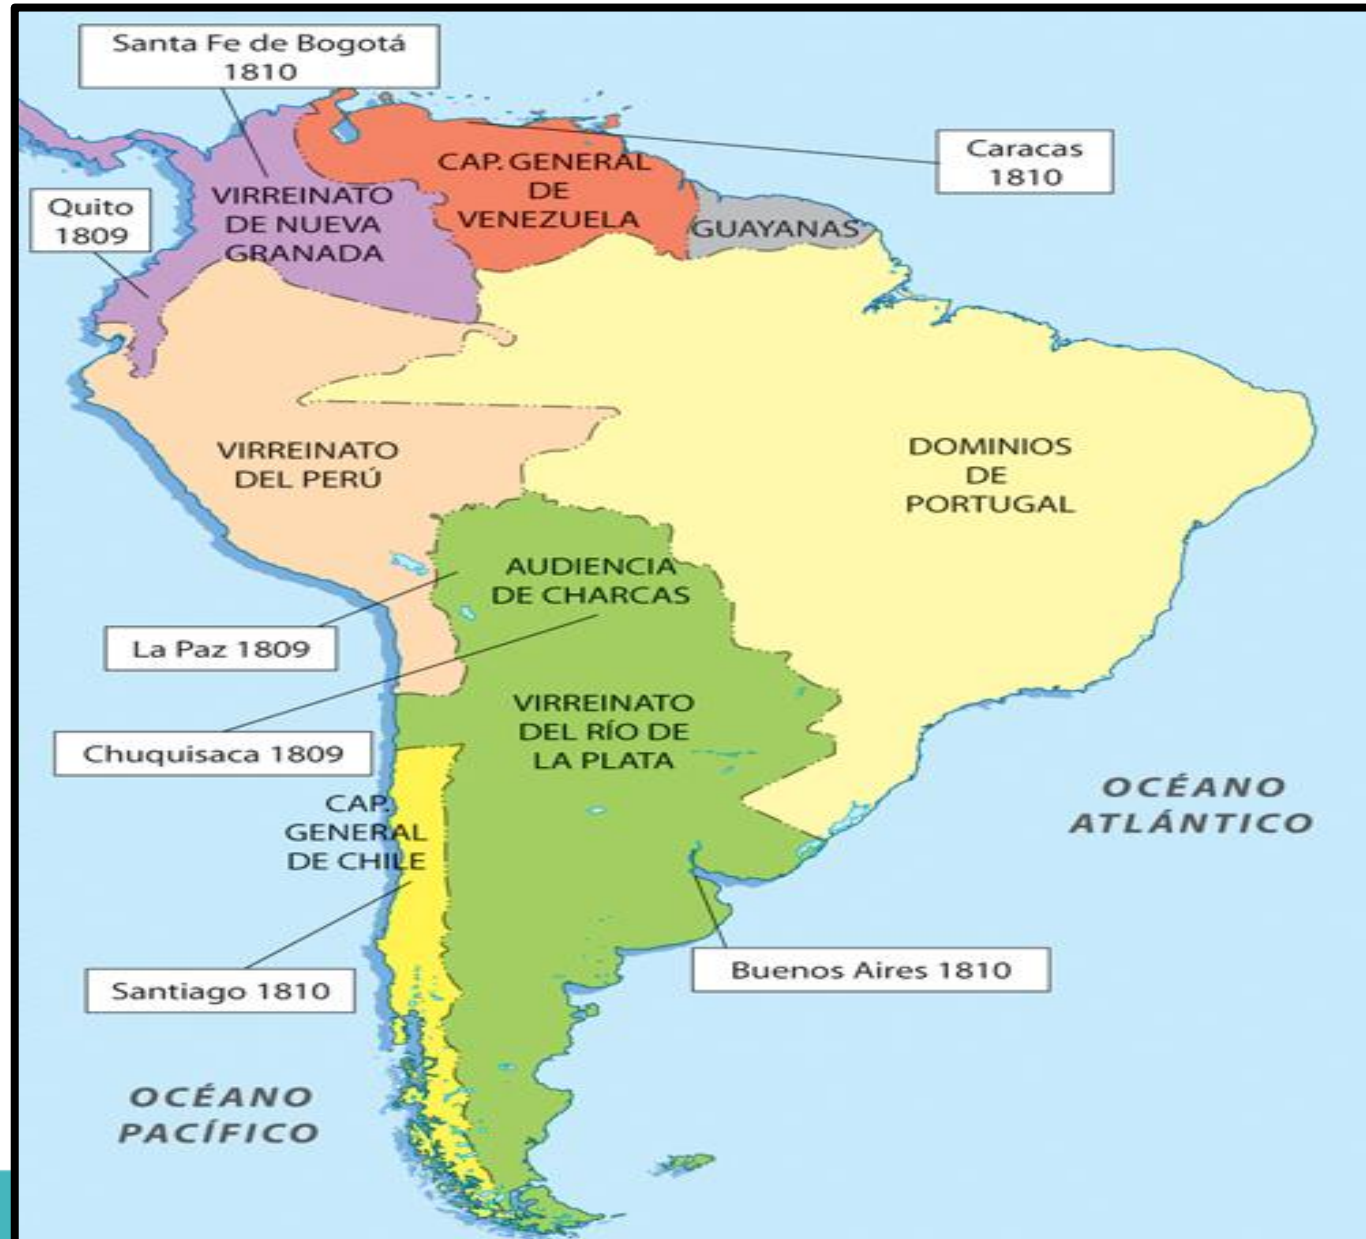 Santa Fe de Bogotá
1810
Caracas
1810
CAP. GENERAL
DE
VENEZUELA
Quito
1809
VIRREINATO
DE NUEVA
GRANADA
GUAYANAS
VIRREINATO
DEL PERÚ
DOMINIOS
DE
PORTUGAL
AUDIENCIA
DE CHARCAS
La Paz 1809
VIRREINATO
DEL RÍO DE
LA PLATA
Chuquisaca 1809
CAP.
GENERAL
DE CHILE
OCÉANO
ATLÁNTICO
Santiago 1810
Buenos Aires 1810
OCÉANO
PACÍFICO